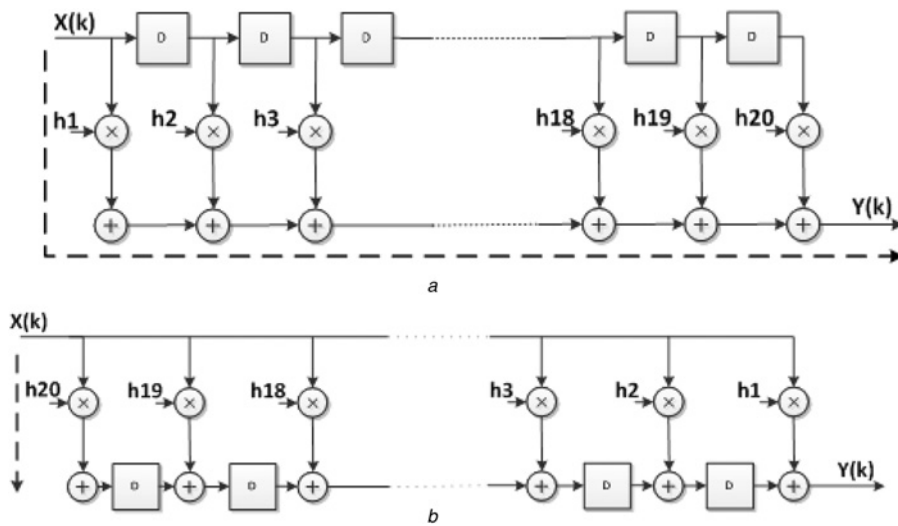 X(k)
D D D D D
h1 h2 h3 h18 h19 h20
× × × × × ×
+ + + + + +
Y(k)
a
X(k)
h20 h19 h18 h3 h2 h1
× × × × × ×
+ D + D + + D + D +
Y(k)
b